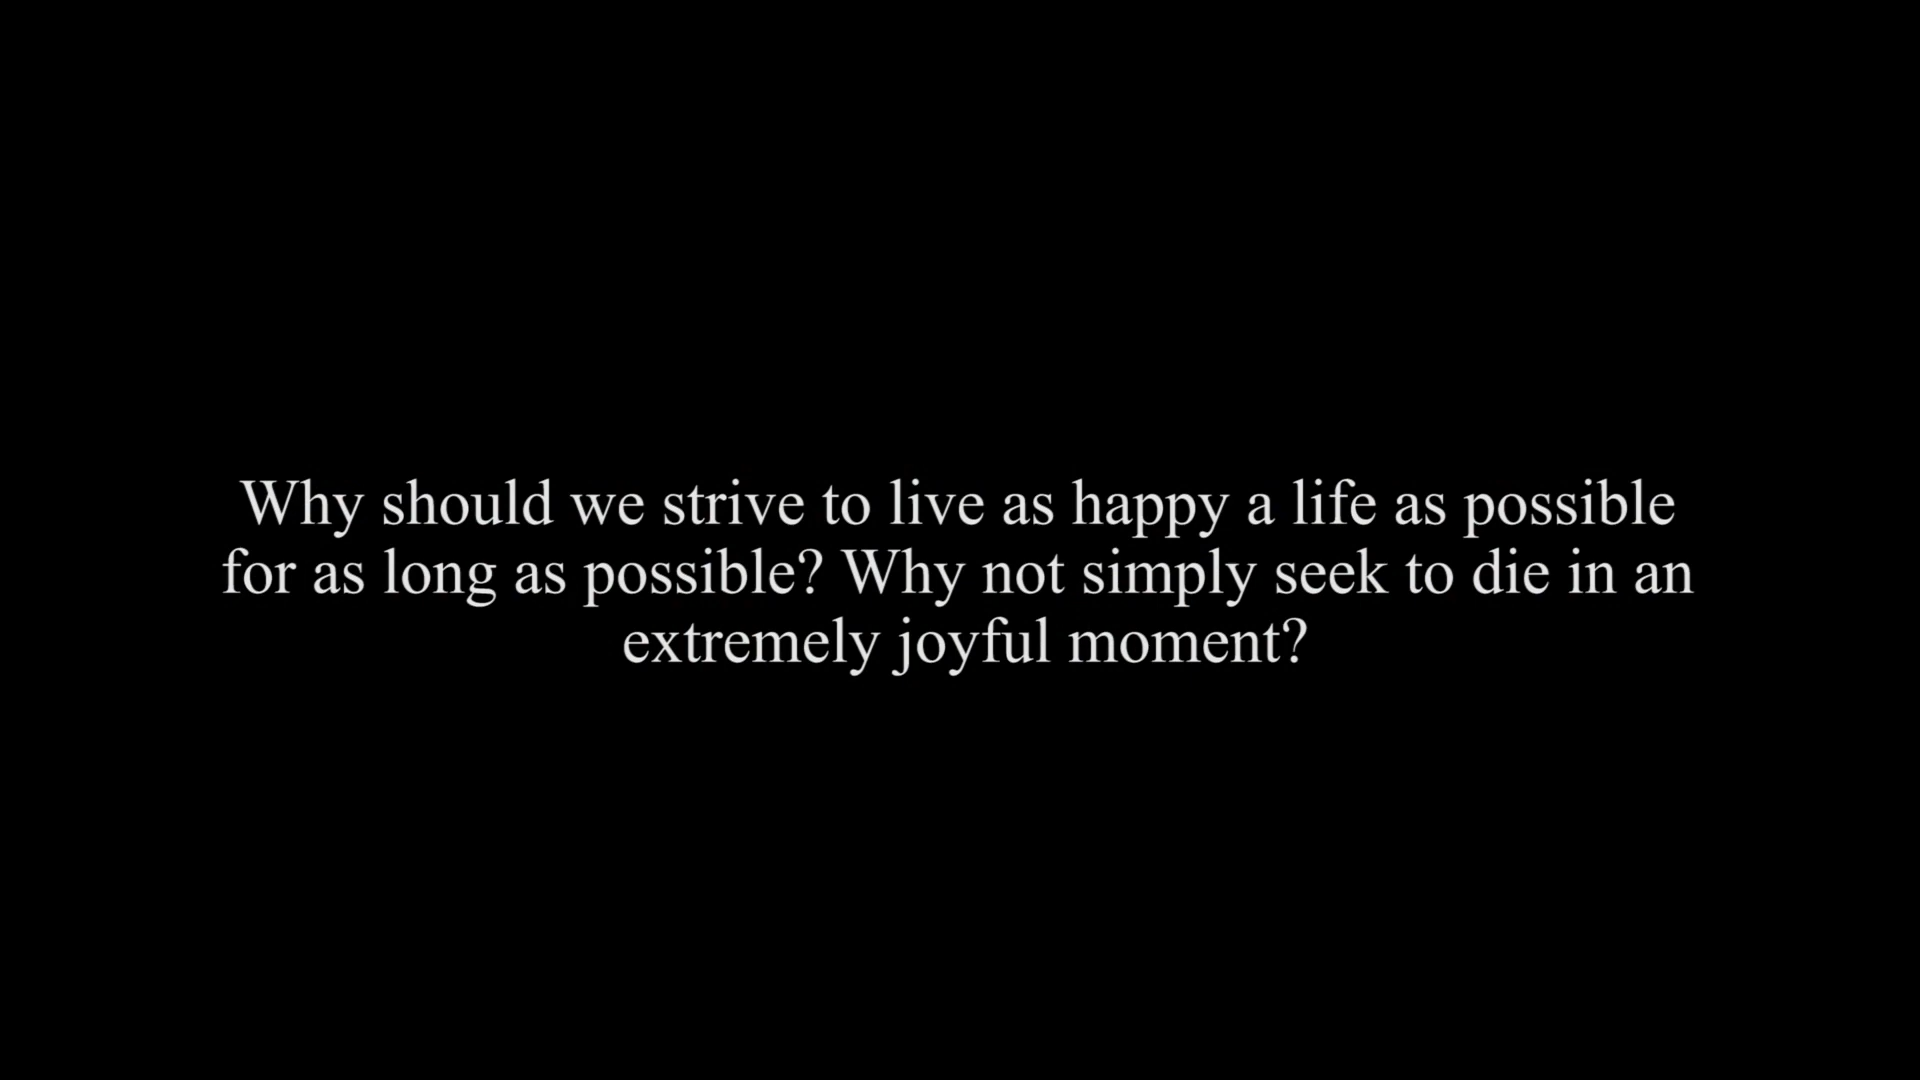 Why should we strive to live as happy a life as possible
for as long as possible? Why not simply seek to die in an
extremely joyful moment?